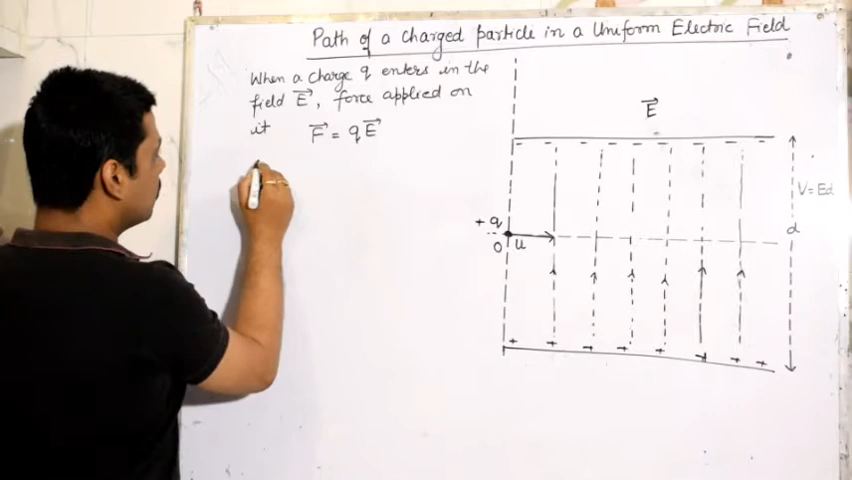 Path of a charged particle in a Uniform Electric Field
When a charge q enters in the
field E⃗, force applied on
it F⃗ = qE⃗
E⃗
- - - - - - - - - -
V = Ed
+q
O u
d
+ + + + + + + +